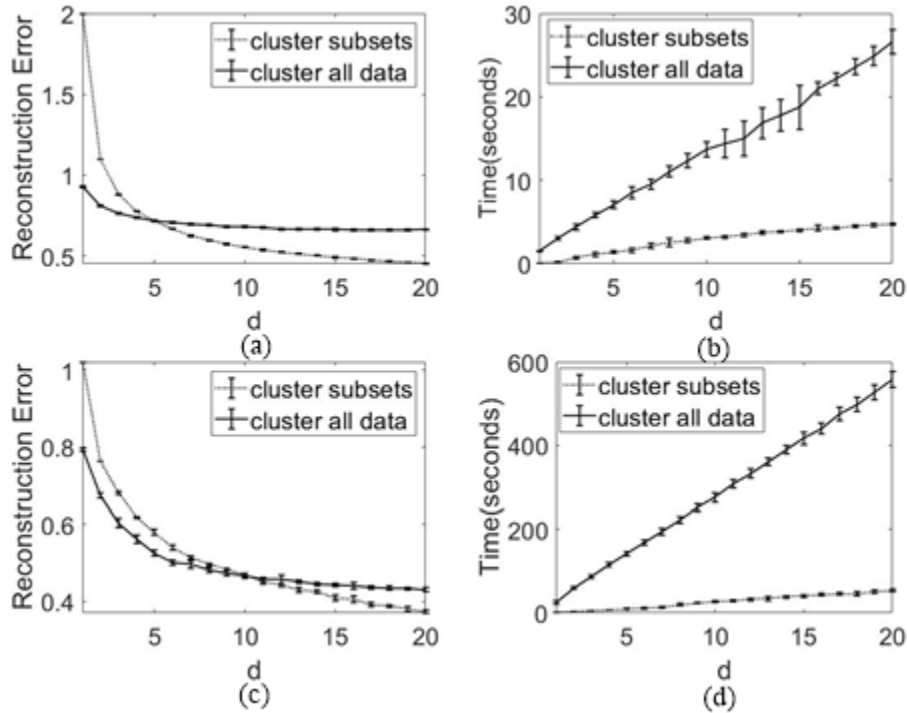 2
1.5
1
0.5
Reconstruction Error
cluster subsets
cluster all data
5
10
15
20
d
(a)
30
20
10
0
Time(seconds)
cluster subsets
cluster all data
5
10
15
20
d
(b)
1
0.8
0.6
0.4
Reconstruction Error
cluster subsets
cluster all data
5
10
15
20
d
(c)
600
400
200
0
Time(seconds)
cluster subsets
cluster all data
5
10
15
20
d
(d)